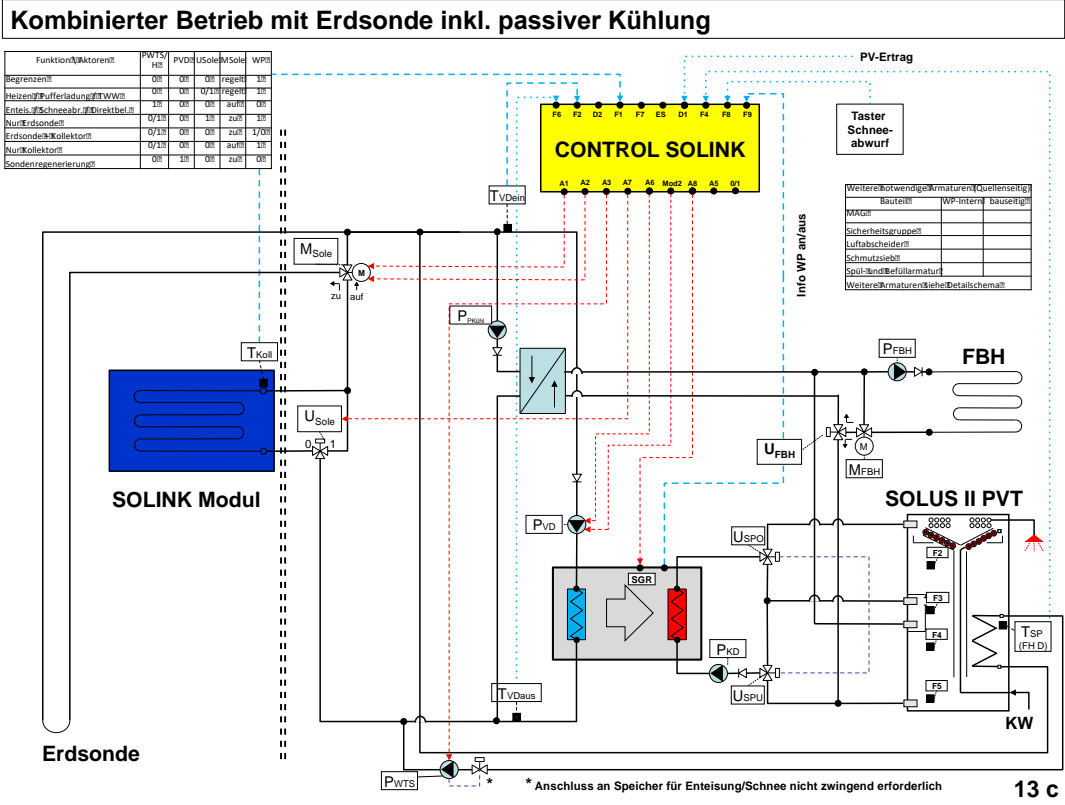 Kombinierter Betrieb mit Erdsonde inkl. passiver Kühlung
Funktion / Aktoren PWTS/H PVD USole MSole WP
Begrenzen 0 0 0 regelt 1
Heizen / Pufferladung / TWW 0 0 0/1 regelt 1
Enteis. / Schneeabr. / Direktbel. 1 0 0 auf 0
Nur Erdsonde 0/1 0 1 zu 1
Erdsonde + Kollektor 0/1 0 0 zu 1/0
Nur Kollektor 0/1 0 0 auf 1
Sondenregenerierung 0 1 0 zu 0
PV-Ertrag
F6 F2 D2 F1 F7 ES D1 F4 F8 F9
CONTROL SOLINK
A1 A2 A3 A7 A6 Mod2 A8 A5 0/1
Taster
Schnee-
abwurf
Weitere notwendige Armaturen (Quellenseitig)
Bauteil WP-Intern bauseitig
MAG
Sicherheitsgruppe
Luftabscheider
Schmutzsieb
Spül- und Befüllarmatur
Weitere Armaturen siehe Detailschema
Info WP an/aus
TVDein
MSole
M
zu auf
PPKühl
TKoll
USole
0 1
SOLINK Modul
PFBH
FBH
UFBH
M
MFBH
SOLUS II PVT
PVD
USPO
SGR
F2
F3
F4
F5
TSP
(FH D)
PKD
USPU
TVDaus
KW
Erdsonde
PWTS
*
* Anschluss an Speicher für Enteisung/Schnee nicht zwingend erforderlich
13 c